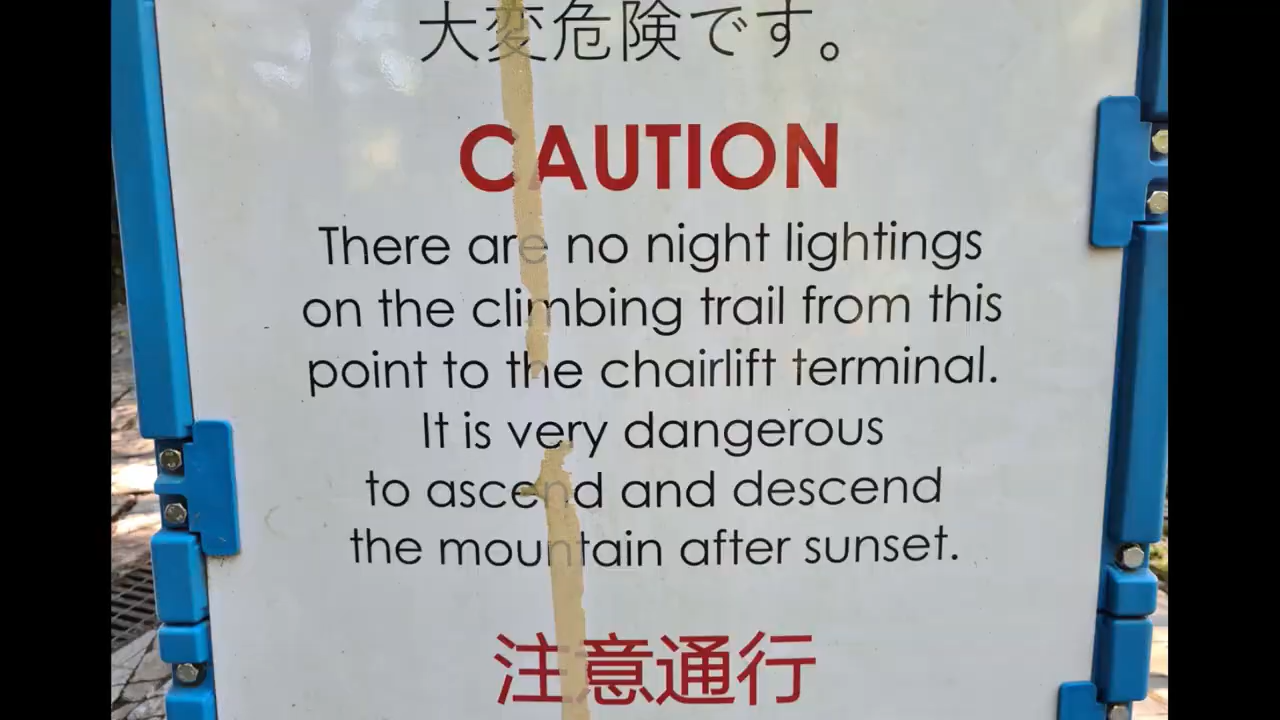 大変危険です。
CAUTION
There are no night lightings
on the climbing trail from this
point to the chairlift terminal.
It is very dangerous
to ascend and descend
the mountain after sunset.
注意通行